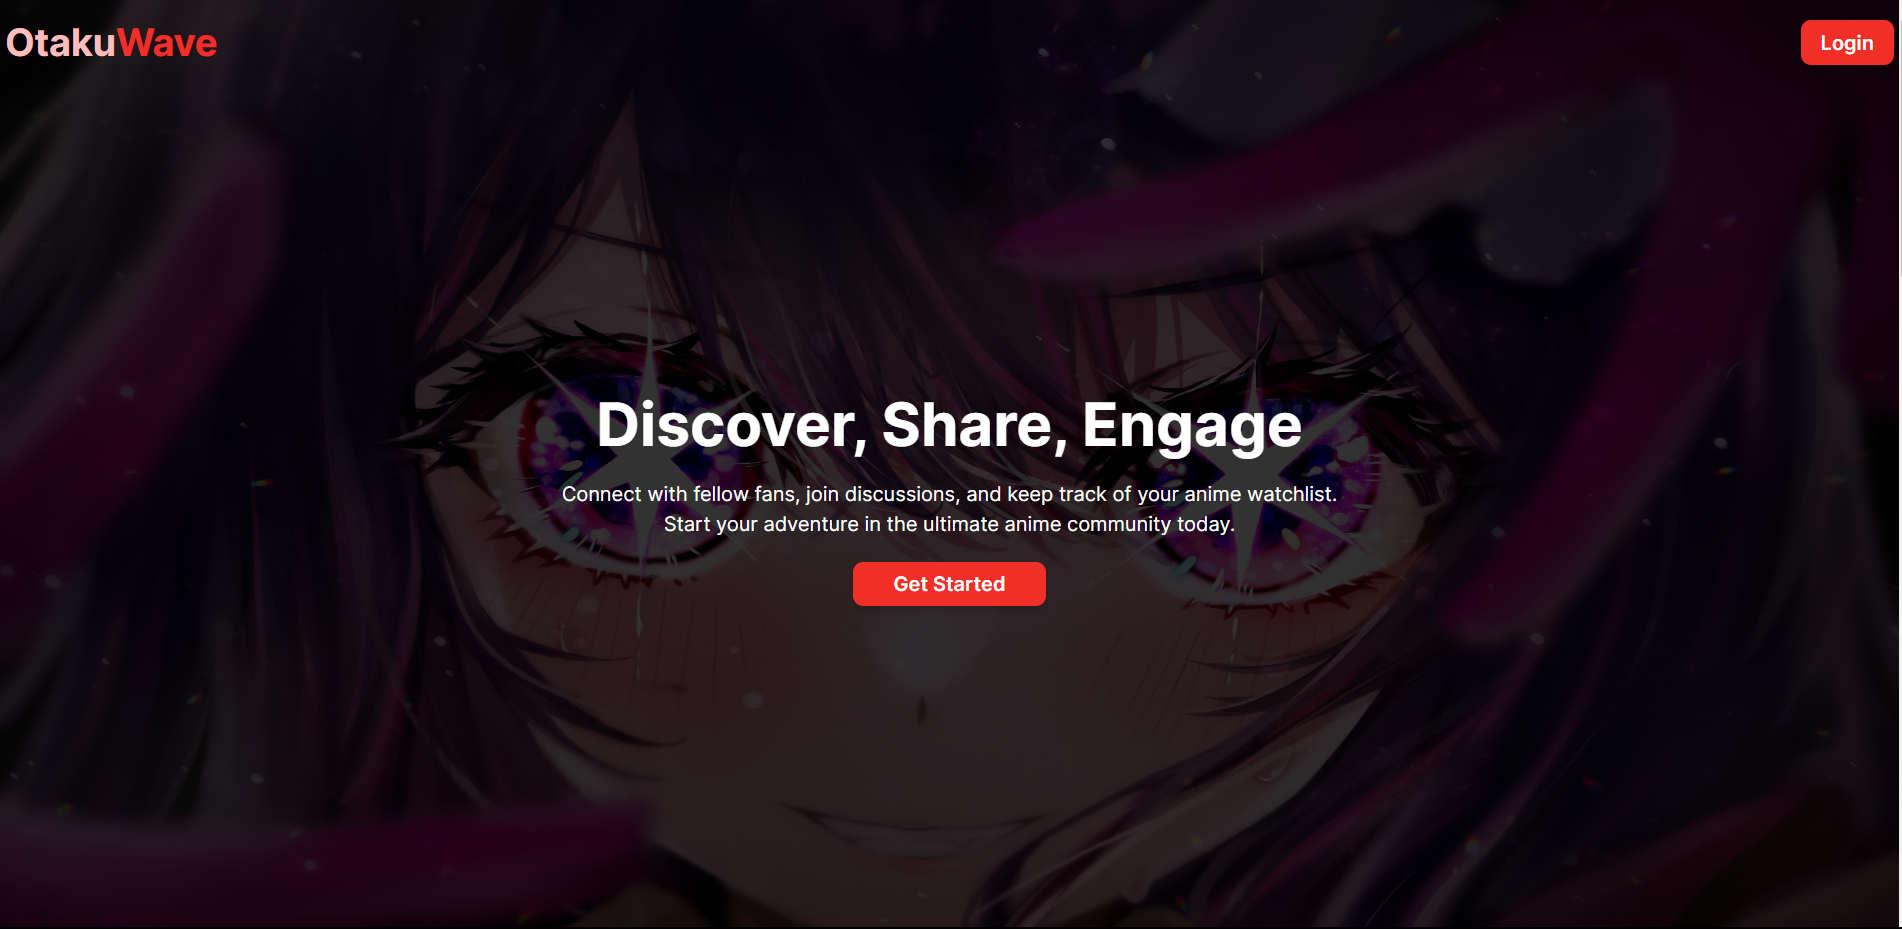 OtakuWave
Login
Discover, Share, Engage
Connect with fellow fans, join discussions, and keep track of your anime watchlist.
Start your adventure in the ultimate anime community today.
Get Started